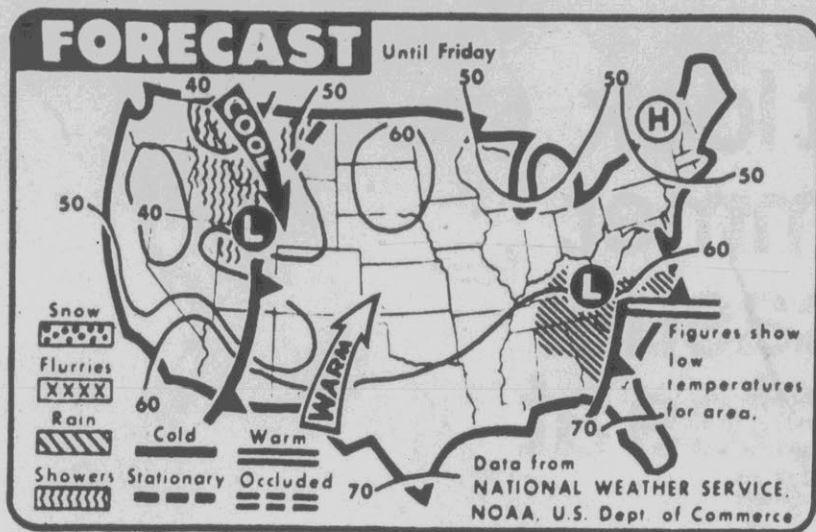 FORECAST
Until Friday
40
COOL
50
50
50
H
60
50
50
40
L
60
L
Snow
Flurries
XXXX
Rain
Showers
60
WARM
Cold
Warm
Stationary
Occluded
70
70
Figures show
low
temperatures
for area.
Data from
NATIONAL WEATHER SERVICE,
NOAA, U.S. Dept. of Commerce